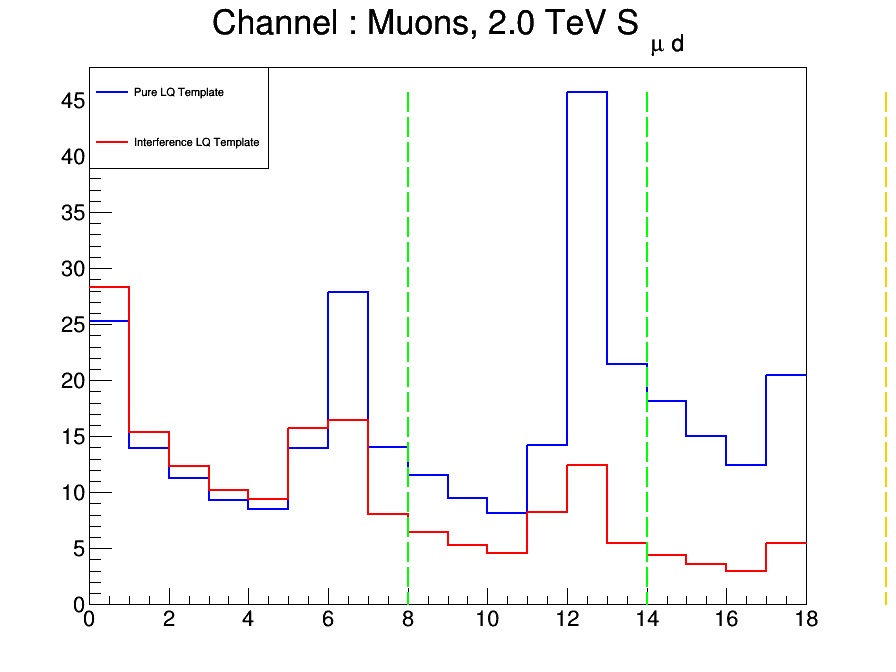 Channel : Muons, 2.0 TeV S μ d
Pure LQ Template
Interference LQ Template
45
40
35
30
25
20
15
10
5
0
0 2 4 6 8 10 12 14 16 18